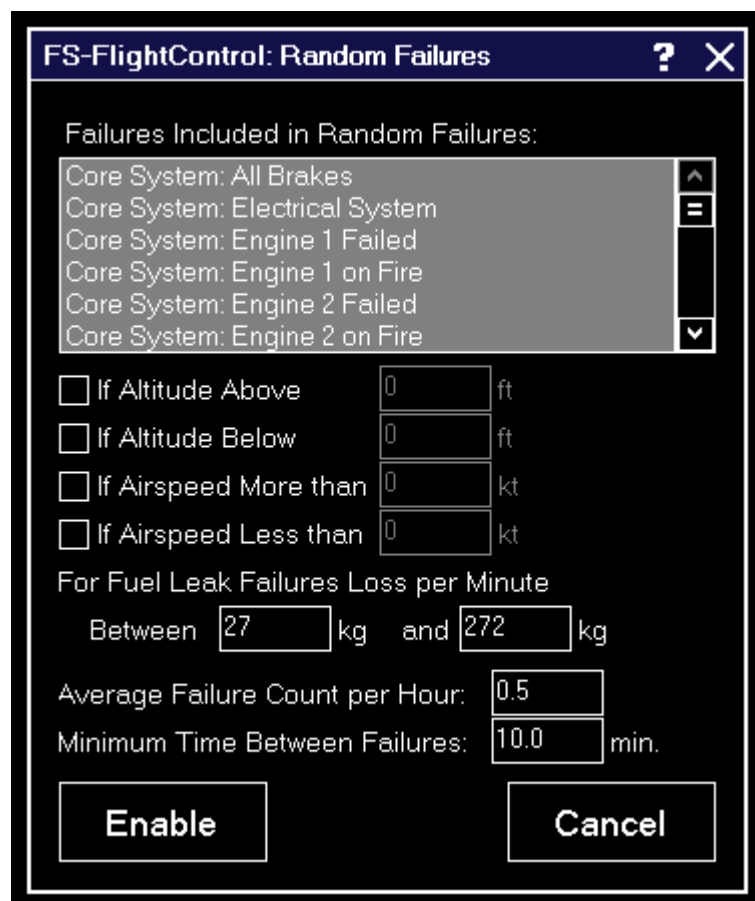 FS-FlightControl: Random Failures ? X
Failures Included in Random Failures:
Core System: All Brakes
Core System: Electrical System
Core System: Engine 1 Failed
Core System: Engine 1 on Fire
Core System: Engine 2 Failed
Core System: Engine 2 on Fire
If Altitude Above 0 ft
If Altitude Below 0 ft
If Airspeed More than 0 kt
If Airspeed Less than 0 kt
For Fuel Leak Failures Loss per Minute
Between 27 kg and 272 kg
Average Failure Count per Hour: 0.5
Minimum Time Between Failures: 10.0 min.
Enable Cancel